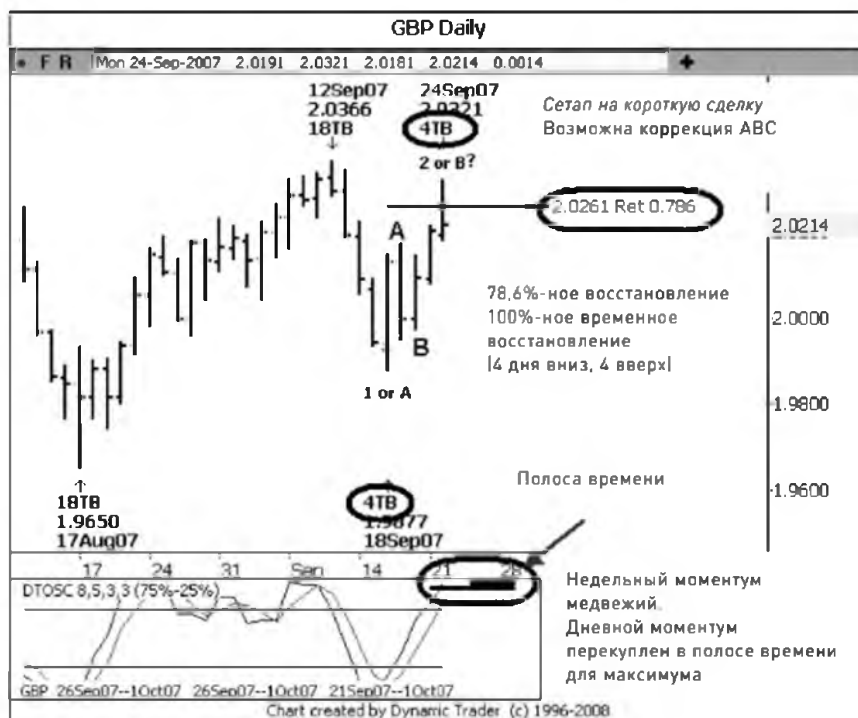 GBP Daily
F R Mon 24-Sep-2007 2.0191 2.0321 2.0181 2.0214 0.0014
12Sep07 24Sep07
2.0366 2.0321
18TB 4TB
Сетап на короткую сделку
Возможна коррекция АВС
2 or B?
2.0261 Ret 0.786
2.0214
A
78,6%-ное восстановление
100%-ное временное
восстановление
|4 дня вниз, 4 вверх|
2.0000
B
1.9800
1 or A
1.9600
Полоса времени
18TB 4TB
1.9650 1.9877
17Aug07 18Sep07
17 24 31 Sep 14 21 28
DTOSC 8,5,3,3 (75%-25%)
Недельный моментум
медвежий.
Дневной моментум
перекуплен в полосе времени
для максимума
GBP 26Sep07--1Oct07 26Sep07--1Oct07 21Sep07--1Oct07
Chart created by Dynamic Trader (c) 1996-2008